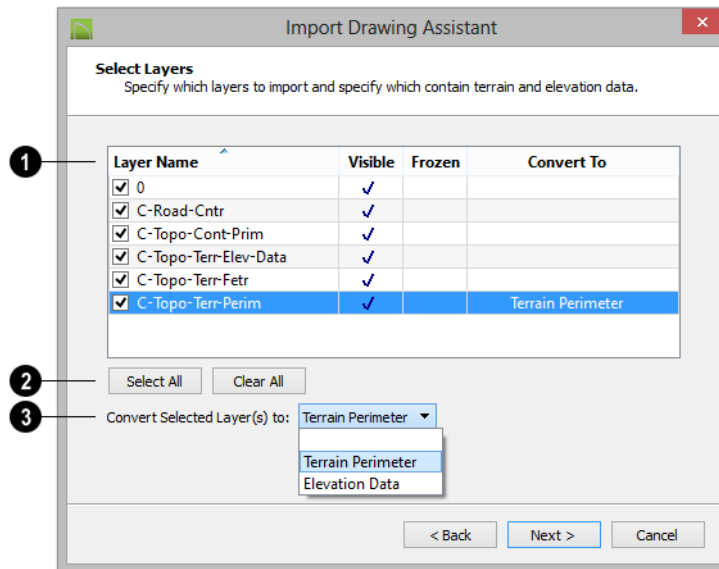 Import Drawing Assistant
Select Layers
Specify which layers to import and specify which contain terrain and elevation data.
1
Layer Name Visible Frozen Convert To
0
C-Road-Cntr
C-Topo-Cont-Prim
C-Topo-Terr-Elev-Data
C-Topo-Terr-Fetr
C-Topo-Terr-Perim Terrain Perimeter
2 Select All Clear All
3 Convert Selected Layer(s) to: Terrain Perimeter
Terrain Perimeter
Elevation Data
< Back Next > Cancel